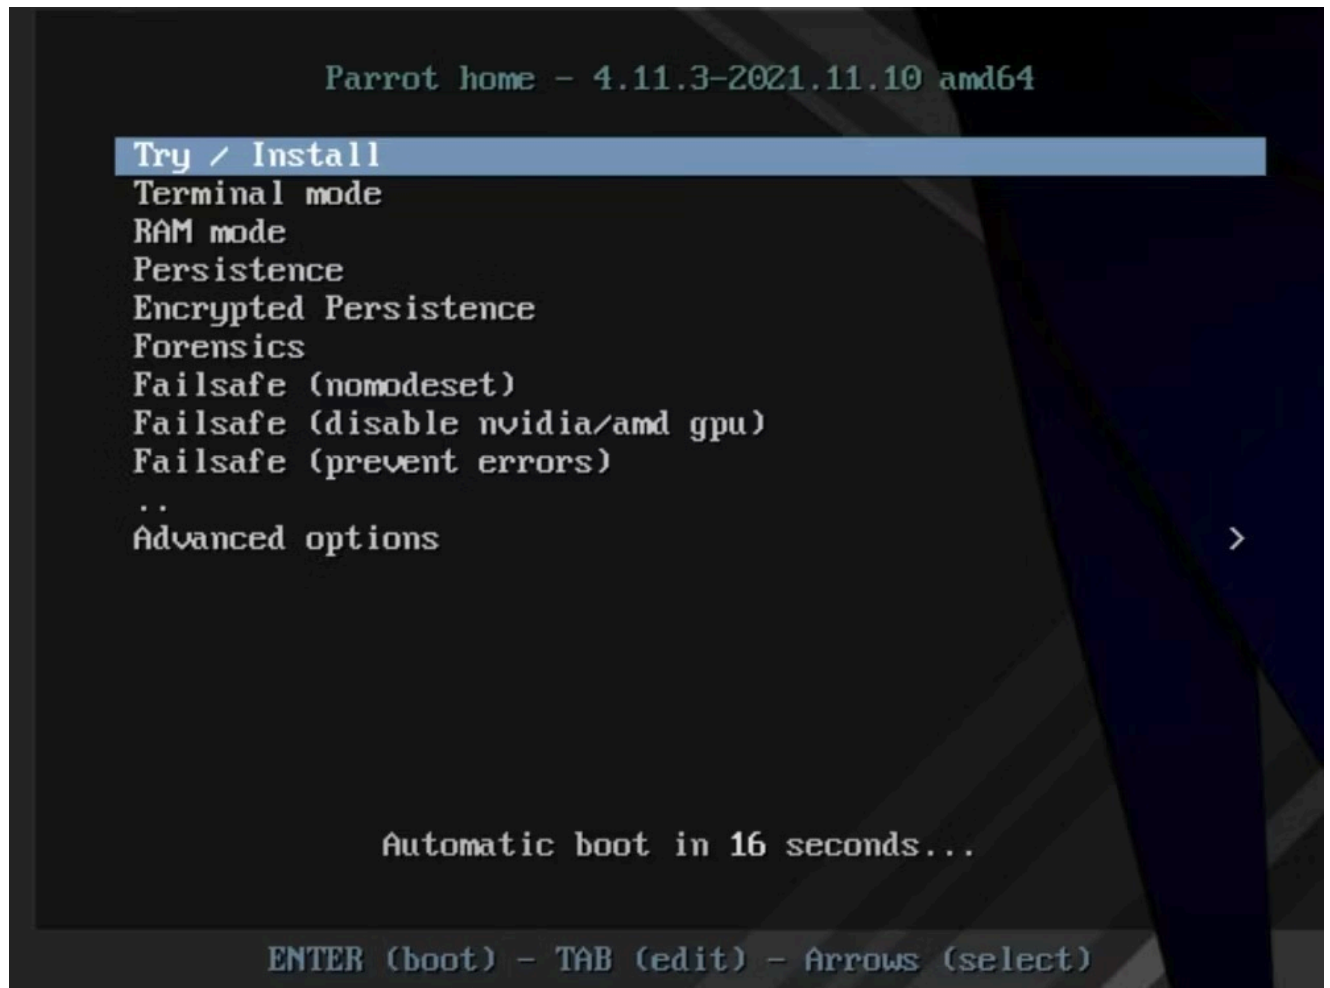 Parrot home - 4.11.3-2021.11.10 amd64
Try / Install
Terminal mode
RAM mode
Persistence
Encrypted Persistence
Forensics
Failsafe (nomodeset)
Failsafe (disable nvidia/amd gpu)
Failsafe (prevent errors)
..
Advanced options >
Automatic boot in 16 seconds...
ENTER (boot) - TAB (edit) - Arrows (select)